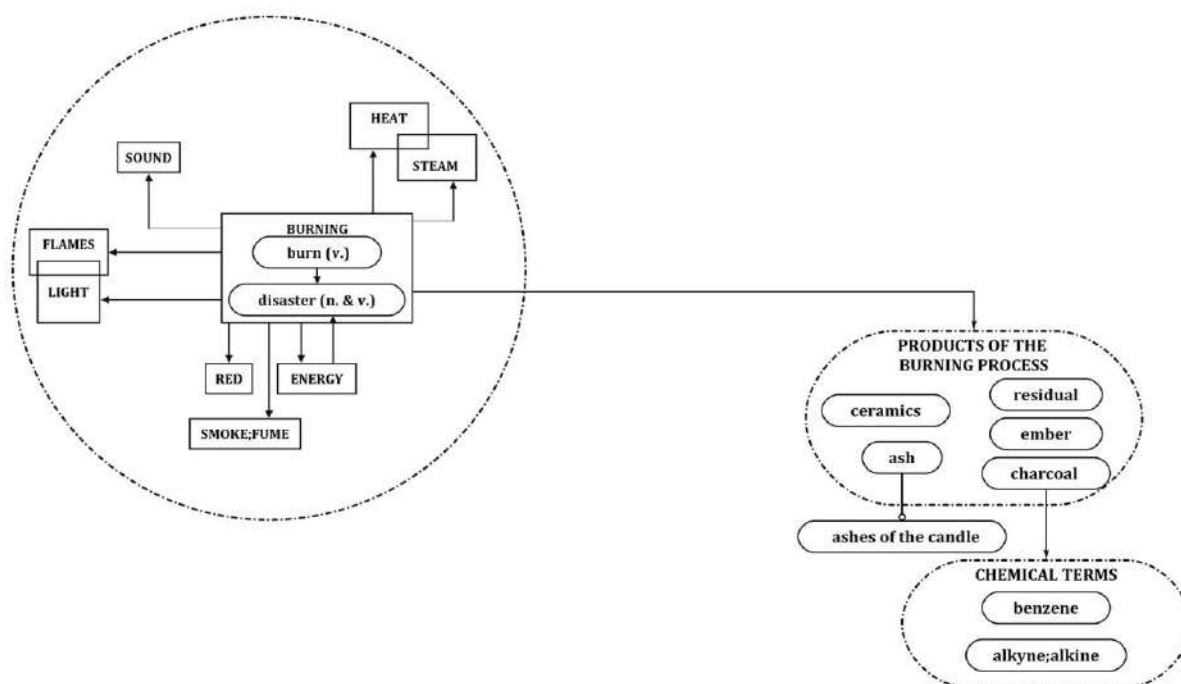 HEAT
STEAM
SOUND
FLAMES
LIGHT
BURNING
burn (v.)
disaster (n. & v.)
RED
ENERGY
SMOKE;FUME
PRODUCTS OF THE
BURNING PROCESS
ceramics
residual
ember
ash
charcoal
ashes of the candle
CHEMICAL TERMS
benzene
alkyne;alkine